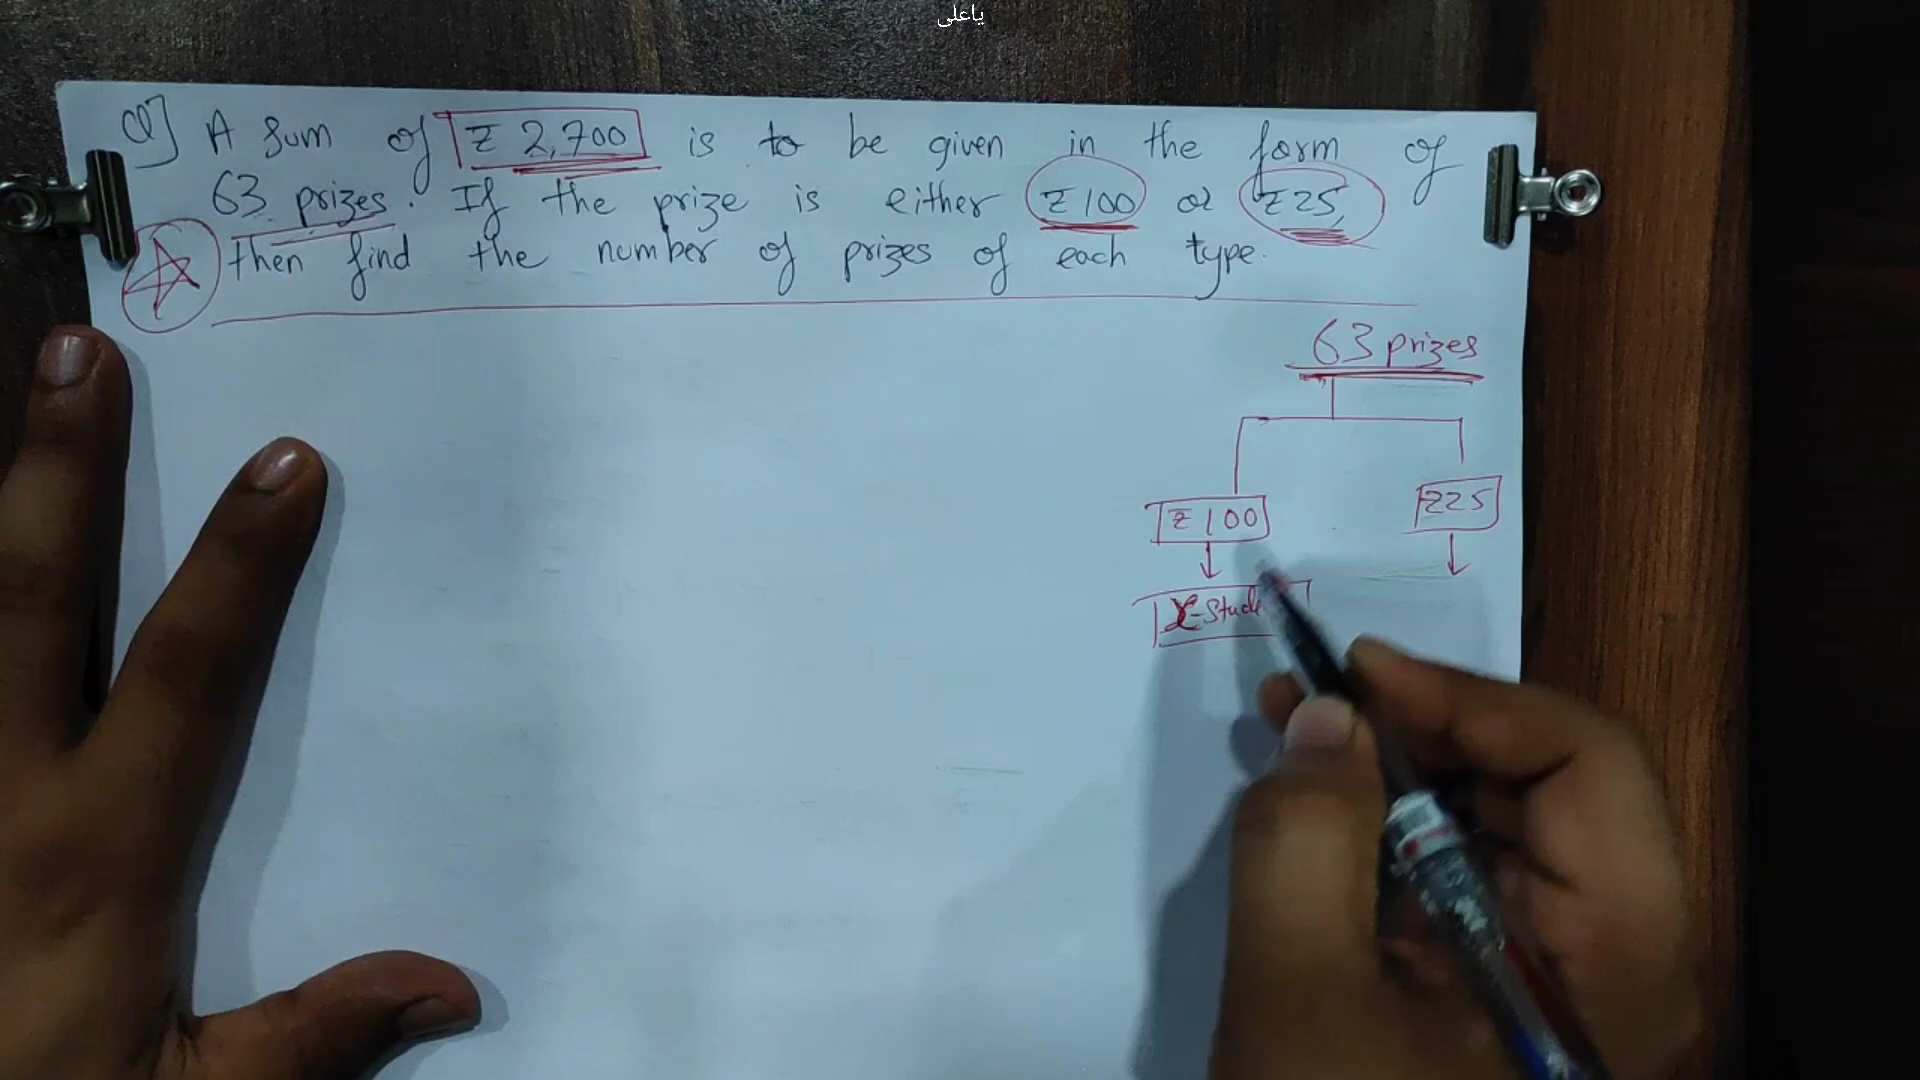 ياعلى
Q] A sum of ₹ 2,700 is to be given in the form of
63 prizes. If the prize is either ₹100 or ₹25,
then find the number of prizes of each type.
63 prizes
₹100 ₹25
x-Stude